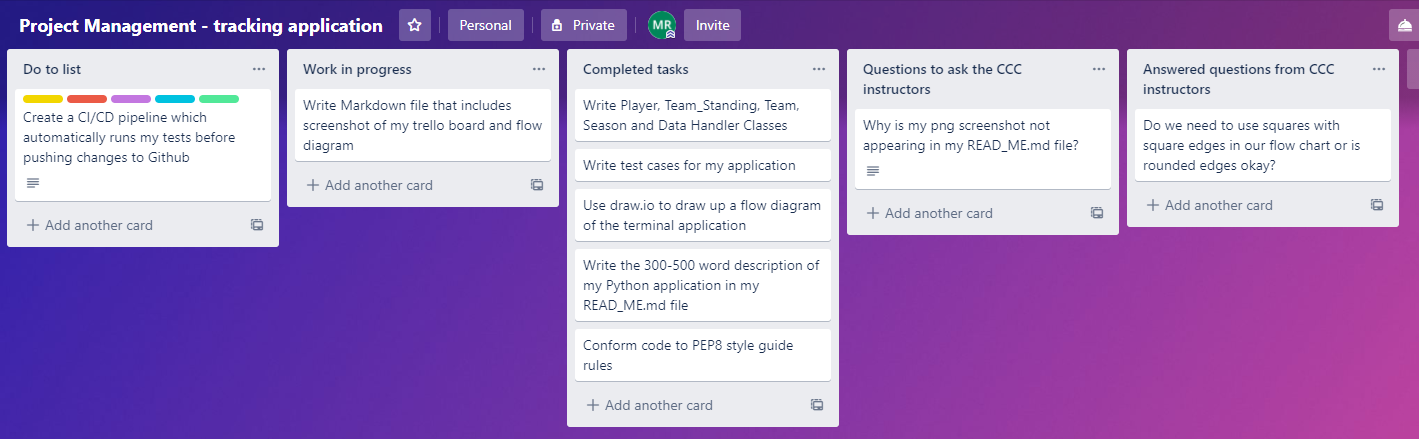 Project Management - tracking application
Personal
Private
MR
Invite
Do to list
Create a CI/CD pipeline which
automatically runs my tests before
pushing changes to Github
+ Add another card
Work in progress
Write Markdown file that includes
screenshot of my trello board and flow
diagram
+ Add another card
Completed tasks
Write Player, Team_Standing, Team,
Season and Data Handler Classes
Write test cases for my application
Use draw.io to draw up a flow diagram
of the terminal application
Write the 300-500 word description of
my Python application in my
READ_ME.md file
Conform code to PEP8 style guide
rules
+ Add another card
Questions to ask the CCC
instructors
Why is my png screenshot not
appearing in my READ_ME.md file?
+ Add another card
Answered questions from CCC
instructors
Do we need to use squares with
square edges in our flow chart or is
rounded edges okay?
+ Add another card